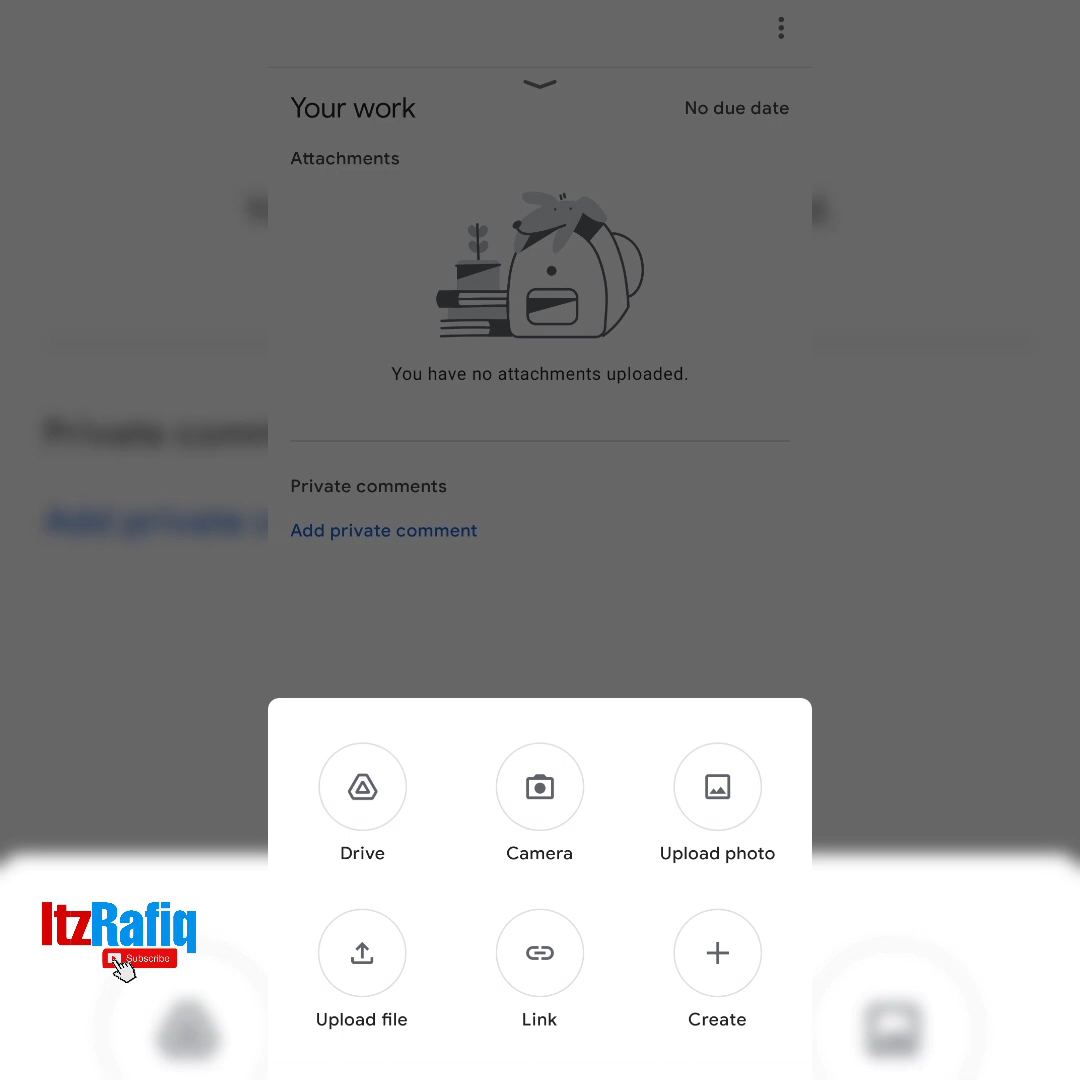 Your work
No due date
Attachments
You have no attachments uploaded.
Private comments
Add private comment
Drive
Camera
Upload photo
Upload file
Link
Create
ItzRafiq
Subscribe